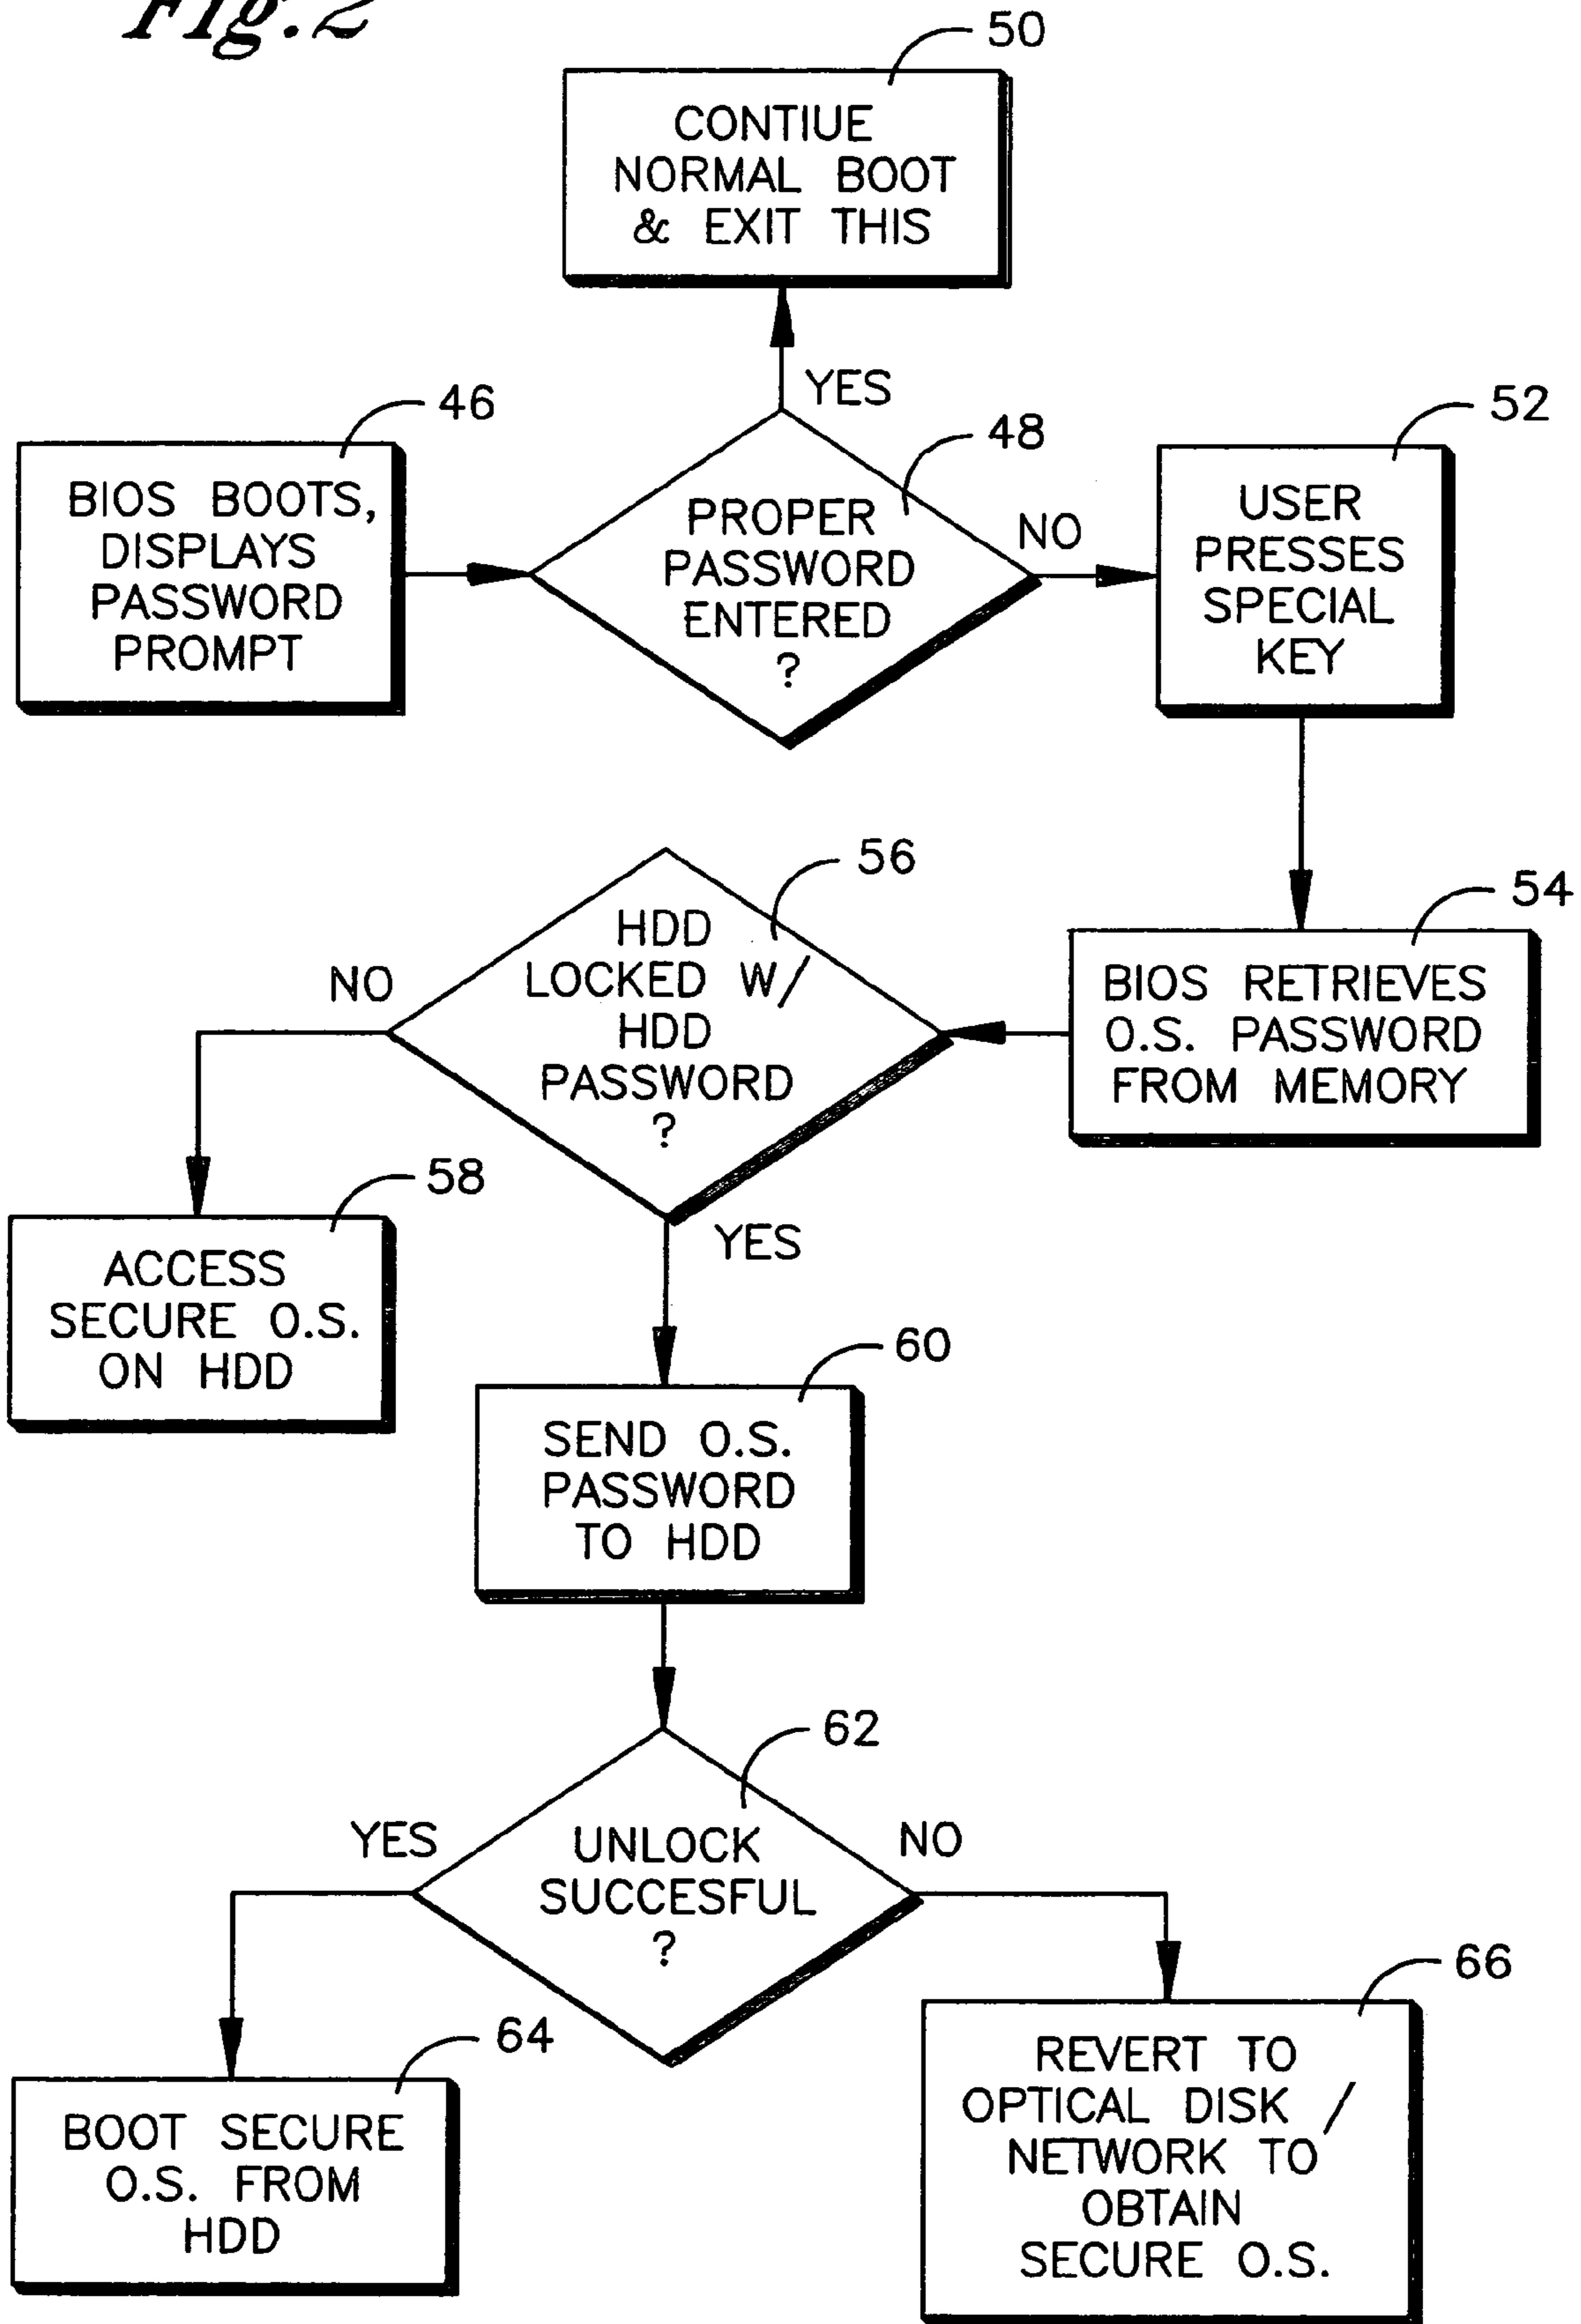 Fig. 2
50
CONTIUE
NORMAL BOOT
& EXIT THIS
YES
46
BIOS BOOTS,
DISPLAYS
PASSWORD
PROMPT
48
PROPER
PASSWORD
ENTERED
?
NO
52
USER
PRESSES
SPECIAL
KEY
54
BIOS RETRIEVES
O.S. PASSWORD
FROM MEMORY
56
HDD
LOCKED W/
HDD
PASSWORD
?
NO
58
ACCESS
SECURE O.S.
ON HDD
YES
60
SEND O.S.
PASSWORD
TO HDD
62
UNLOCK
SUCCESFUL
?
YES
NO
64
BOOT SECURE
O.S. FROM
HDD
66
REVERT TO
OPTICAL DISK /
NETWORK TO
OBTAIN
SECURE O.S.